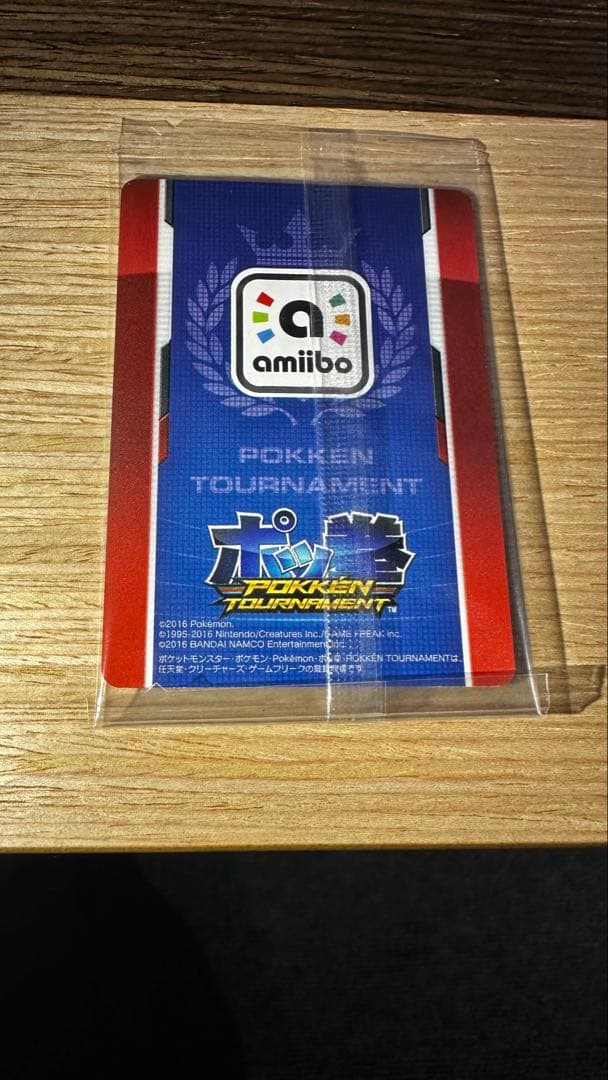 a
amiibo
POKKÉN
TOURNAMENT
ポッ拳
POKKÉN
TOURNAMENT™
©2016 Pokémon.
©1995-2016 Nintendo/Creatures Inc./GAME FREAK inc.
©2016 BANDAI NAMCO Entertainment Inc.
ポケットモンスター・ポケモン・Pokémon・ポッ拳・POKKÉN TOURNAMENTは、
任天堂・クリーチャーズ・ゲームフリークの登録商標です。